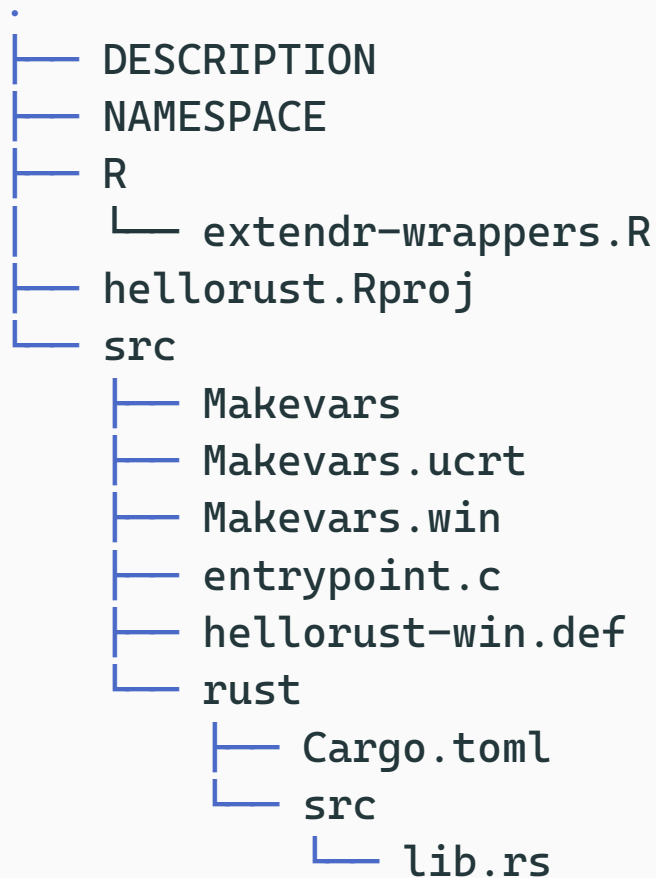 .
├── DESCRIPTION
├── NAMESPACE
├── R
│   └── extendr-wrappers.R
├── hellorust.Rproj
└── src
    ├── Makevars
    ├── Makevars.ucrt
    ├── Makevars.win
    ├── entrypoint.c
    ├── hellorust-win.def
    └── rust
        ├── Cargo.toml
        └── src
            └── lib.rs